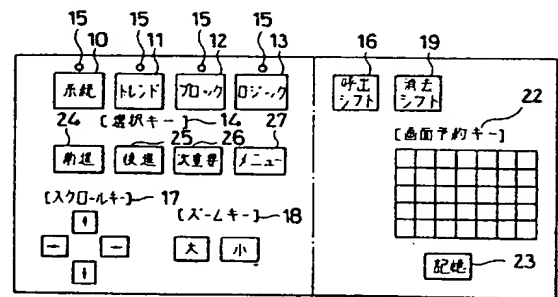 15 15 15 15 16 19
10 11 12 13
系統 トレンド ブロック ロジック 呼出シフト 消去シフト
22
[選択キー] 14 [画面予約キー]
24 25 26 27
前進 後進 次重要 メニュー
[スクロールキー] 17 [ズームキー] 18
↑
← → 大 小
↓
記憶 23